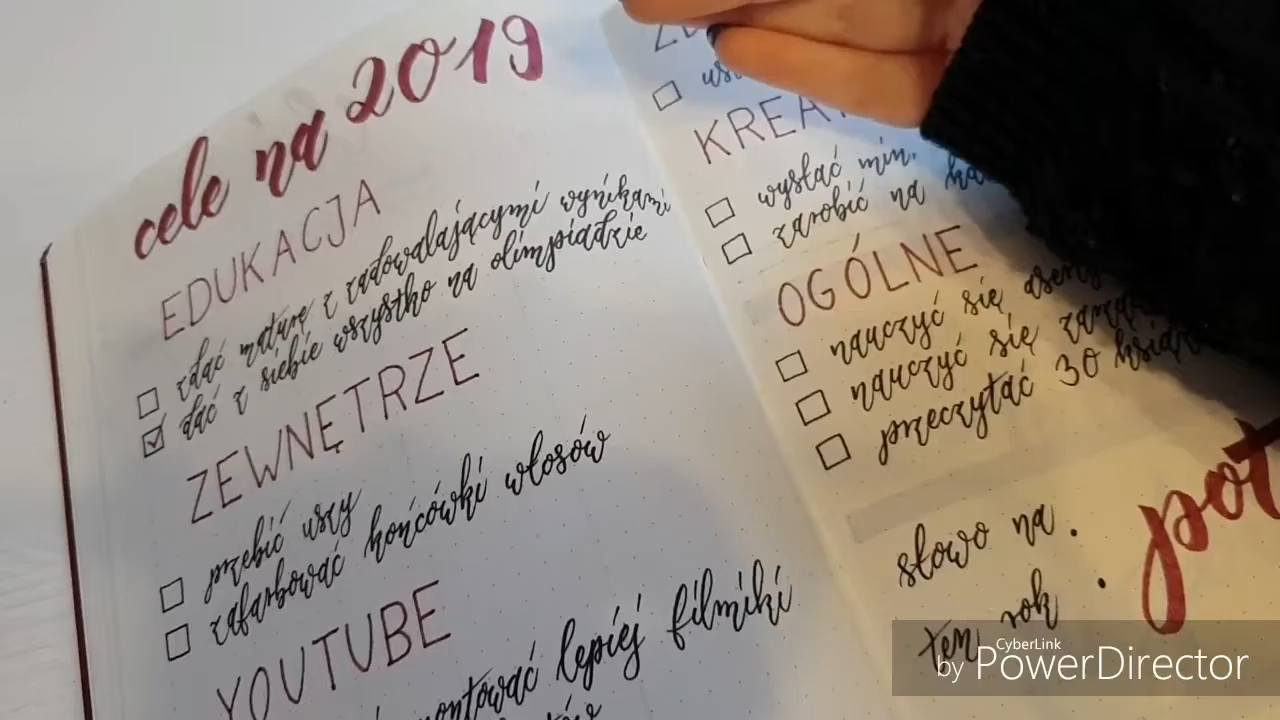 cele na 2019
EDUKACJA
zdać maturę z zadowalającymi wynikami
dać z siebie wszystko na olimpiadzie
ZEWNĘTRZE
przebić uszy
zafarbować końcówki włosów
YOUTUBE
montować lepiej filmiki
KREA
wysłać min.
zarobić na
OGÓLNE
nauczyć się
nauczyć się
przeczytać 30
słowo na :
ten rok
pot
CyberLink
by PowerDirector